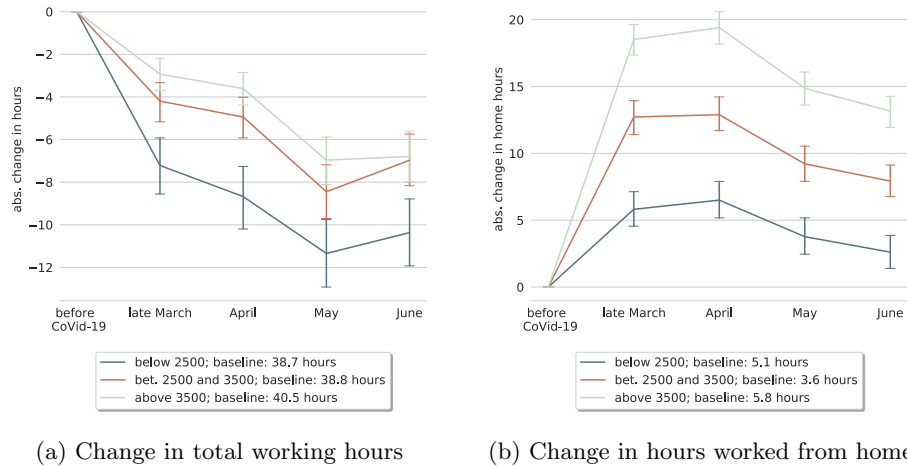 0
−2
−4
−6
−8
−10
−12
abs. change in hours
before
CoVid-19
late March
April
May
June
below 2500; baseline: 38.7 hours
bet. 2500 and 3500; baseline: 38.8 hours
above 3500; baseline: 40.5 hours
(a) Change in total working hours
20
15
10
5
0
abs. change in home hours
before
CoVid-19
late March
April
May
June
below 2500; baseline: 5.1 hours
bet. 2500 and 3500; baseline: 3.6 hours
above 3500; baseline: 5.8 hours
(b) Change in hours worked from home